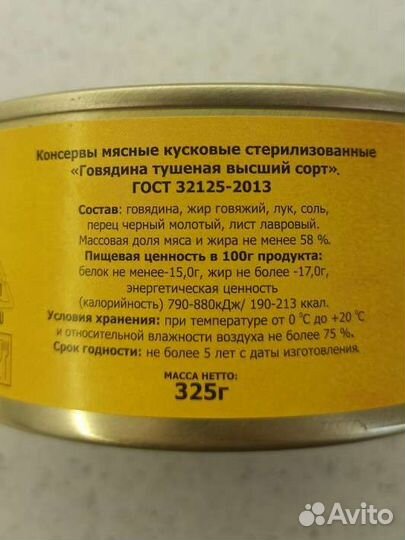 Консервы мясные кусковые стерилизованные
«Говядина тушеная высший сорт».
ГОСТ 32125-2013
Состав: говядина, жир говяжий, лук, соль,
перец черный молотый, лист лавровый.
Массовая доля мяса и жира не менее 58 %.
Пищевая ценность в 100г продукта:
белок не менее-15,0г, жир не более -17,0г,
энергетическая ценность
(калорийность) 790-880кДж/ 190-213 ккал.
Условия хранения: при температуре от 0 °С до +20 °С
и относительной влажности воздуха не более 75 %.
Срок годности: не более 5 лет с даты изготовления.
МАССА НЕТТО:
325г
Avito